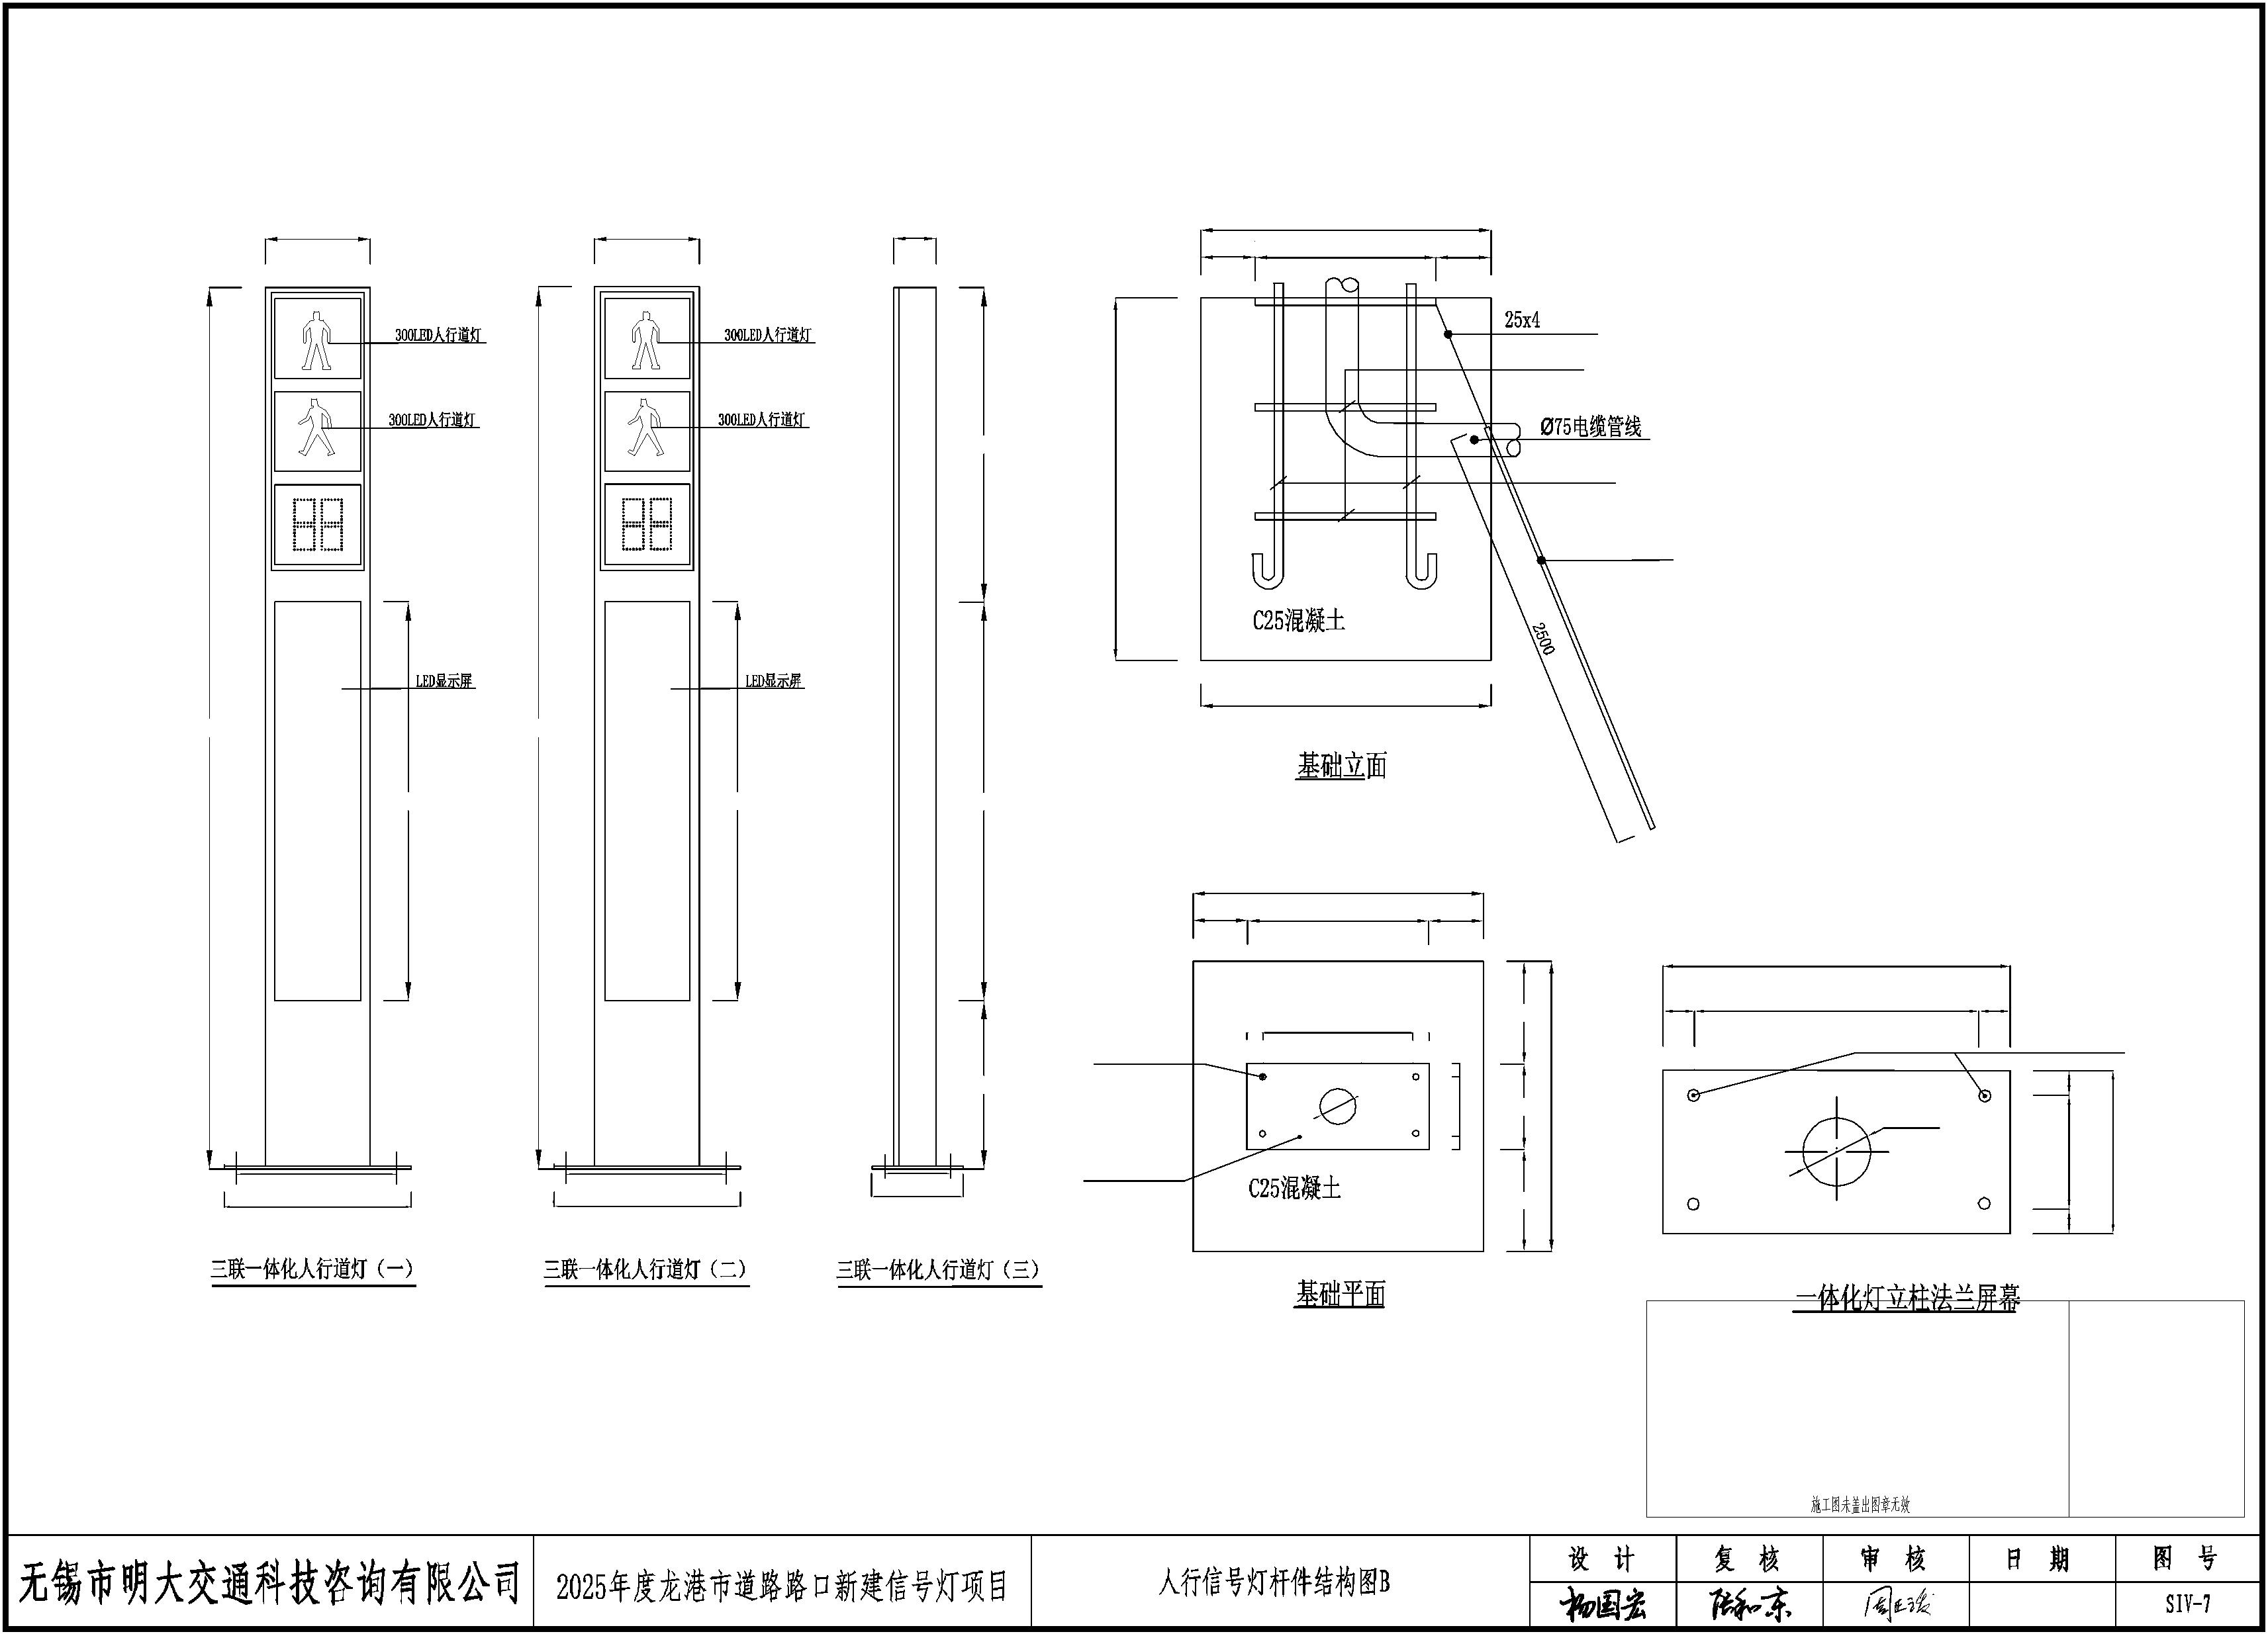 300LED人行道灯
300LED人行道灯
LED显示屏
三联一体化人行道灯（一）
300LED人行道灯
300LED人行道灯
LED显示屏
三联一体化人行道灯（二）
三联一体化人行道灯（三）
25x4
Ø75电缆管线
C25混凝土
2500
基础立面
C25混凝土
基础平面
一体化灯立柱法兰屏幕
施工图未盖出图章无效
无锡市明大交通科技咨询有限公司
2025年度龙港市道路路口新建信号灯项目
人行信号灯杆件结构图B
设 计
复 核
审 核
日 期
图 号
杨国宏
陆和东
SIV-7